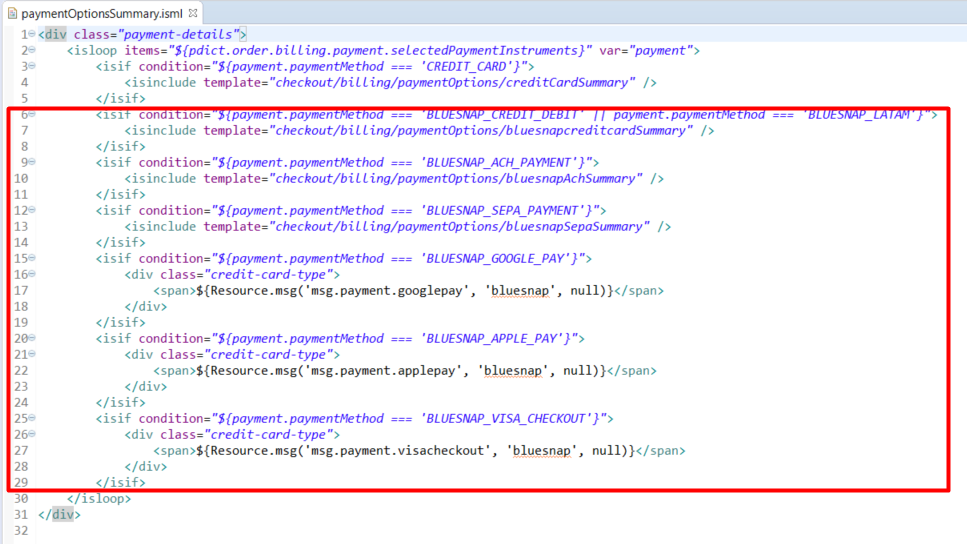 paymentOptionsSummary.isml
1 <div class="payment-details">
2 <isloop items="${pdict.order.billing.payment.selectedPaymentInstruments}" var="payment">
3 <isif condition="${payment.paymentMethod === 'CREDIT_CARD'}">
4 <isinclude template="checkout/billing/paymentOptions/creditCardSummary" />
5 </isif>
6 <isif condition="${payment.paymentMethod === 'BLUESNAP_CREDIT_DEBIT' || payment.paymentMethod === 'BLUESNAP_LATAM'}">
7 <isinclude template="checkout/billing/paymentOptions/bluesnapcreditcardSummary" />
8 </isif>
9 <isif condition="${payment.paymentMethod === 'BLUESNAP_ACH_PAYMENT'}">
10 <isinclude template="checkout/billing/paymentOptions/bluesnapAchSummary" />
11 </isif>
12 <isif condition="${payment.paymentMethod === 'BLUESNAP_SEPA_PAYMENT'}">
13 <isinclude template="checkout/billing/paymentOptions/bluesnapSepaSummary" />
14 </isif>
15 <isif condition="${payment.paymentMethod === 'BLUESNAP_GOOGLE_PAY'}">
16 <div class="credit-card-type">
17 <span>${Resource.msg('msg.payment.googlepay', 'bluesnap', null)}</span>
18 </div>
19 </isif>
20 <isif condition="${payment.paymentMethod === 'BLUESNAP_APPLE_PAY'}">
21 <div class="credit-card-type">
22 <span>${Resource.msg('msg.payment.applepay', 'bluesnap', null)}</span>
23 </div>
24 </isif>
25 <isif condition="${payment.paymentMethod === 'BLUESNAP_VISA_CHECKOUT'}">
26 <div class="credit-card-type">
27 <span>${Resource.msg('msg.payment.visacheckout', 'bluesnap', null)}</span>
28 </div>
29 </isif>
30 </isloop>
31 </div>
32